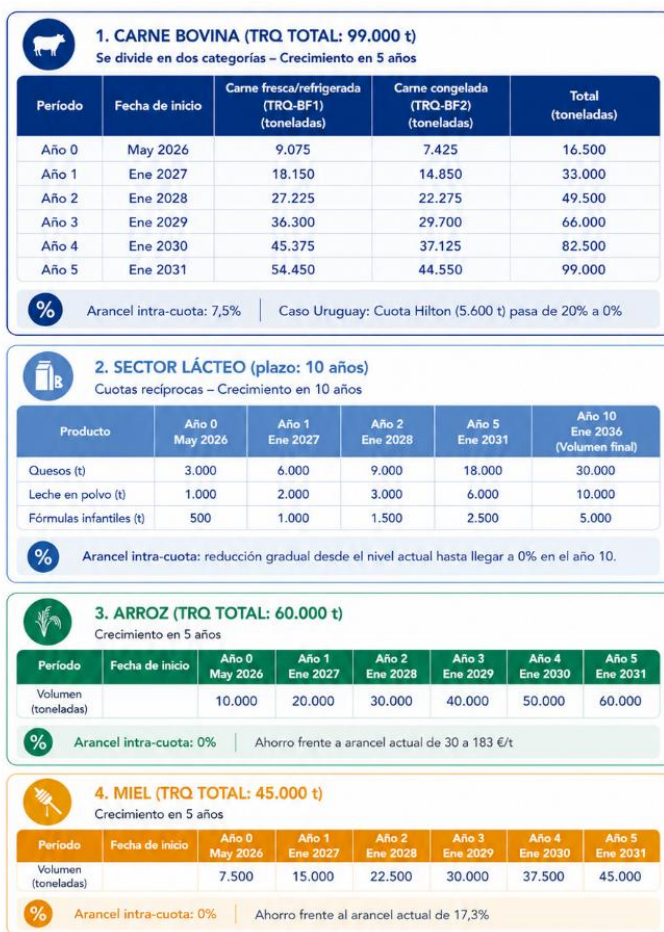 1. CARNE BOVINA (TRQ TOTAL: 99.000 t)
Se divide en dos categorías – Crecimiento en 5 años
Período Fecha de inicio Carne fresca/refrigerada (TRQ-BF1) (toneladas) Carne congelada (TRQ-BF2) (toneladas) Total (toneladas)
Año 0 May 2026 9.075 7.425 16.500
Año 1 Ene 2027 18.150 14.850 33.000
Año 2 Ene 2028 27.225 22.275 49.500
Año 3 Ene 2029 36.300 29.700 66.000
Año 4 Ene 2030 45.375 37.125 82.500
Año 5 Ene 2031 54.450 44.550 99.000
% Arancel intra-cuota: 7,5% | Caso Uruguay: Cuota Hilton (5.600 t) pasa de 20% a 0%
B
2. SECTOR LÁCTEO (plazo: 10 años)
Cuotas recíprocas – Crecimiento en 10 años
Producto Año 0 May 2026 Año 1 Ene 2027 Año 2 Ene 2028 Año 5 Ene 2031 Año 10 Ene 2036 (Volumen final)
Quesos (t) 3.000 6.000 9.000 18.000 30.000
Leche en polvo (t) 1.000 2.000 3.000 6.000 10.000
Fórmulas infantiles (t) 500 1.000 1.500 2.500 5.000
% Arancel intra-cuota: reducción gradual desde el nivel actual hasta llegar a 0% en el año 10.
3. ARROZ (TRQ TOTAL: 60.000 t)
Crecimiento en 5 años
Período Fecha de inicio Año 0 May 2026 Año 1 Ene 2027 Año 2 Ene 2028 Año 3 Ene 2029 Año 4 Ene 2030 Año 5 Ene 2031
Volumen (toneladas) 10.000 20.000 30.000 40.000 50.000 60.000
% Arancel intra-cuota: 0% | Ahorro frente a arancel actual de 30 a 183 €/t
4. MIEL (TRQ TOTAL: 45.000 t)
Crecimiento en 5 años
Período Fecha de inicio Año 0 May 2026 Año 1 Ene 2027 Año 2 Ene 2028 Año 3 Ene 2029 Año 4 Ene 2030 Año 5 Ene 2031
Volumen (toneladas) 7.500 15.000 22.500 30.000 37.500 45.000
% Arancel intra-cuota: 0% | Ahorro frente al arancel actual de 17,3%